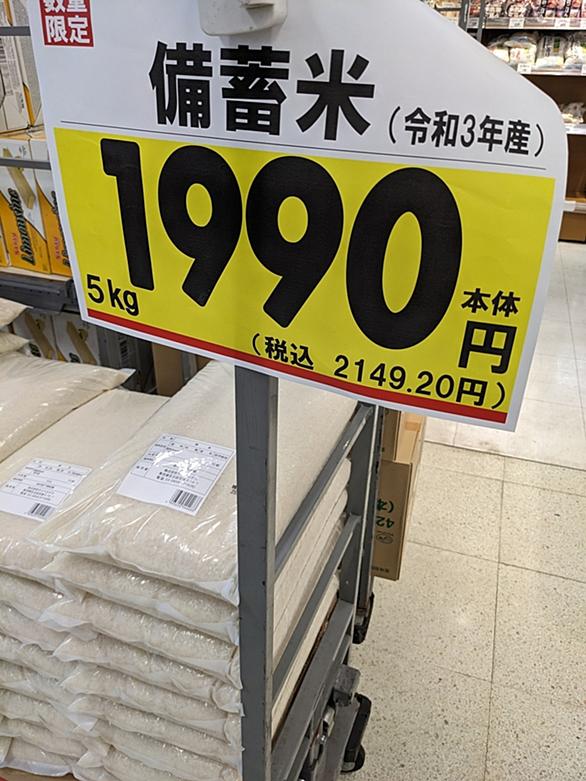 数量
限定
備蓄米(令和3年産)
1990
5kg
本体
円
(税込 2149.20円)
Limousine